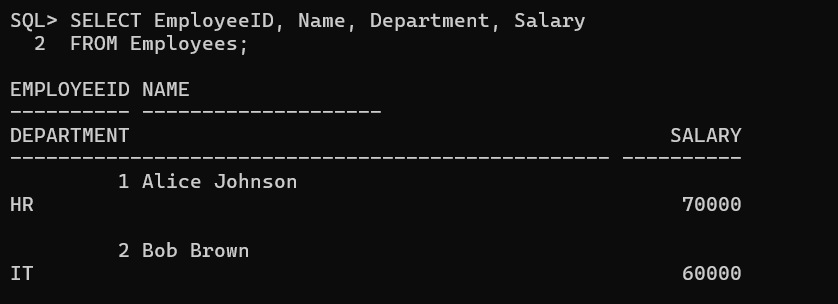 SQL> SELECT EmployeeID, Name, Department, Salary
  2  FROM Employees;

EMPLOYEEID NAME
---------- --------------------
DEPARTMENT                                             SALARY
-------------------------------------------------- ----------
         1 Alice Johnson
HR                                                      70000

         2 Bob Brown
IT                                                      60000